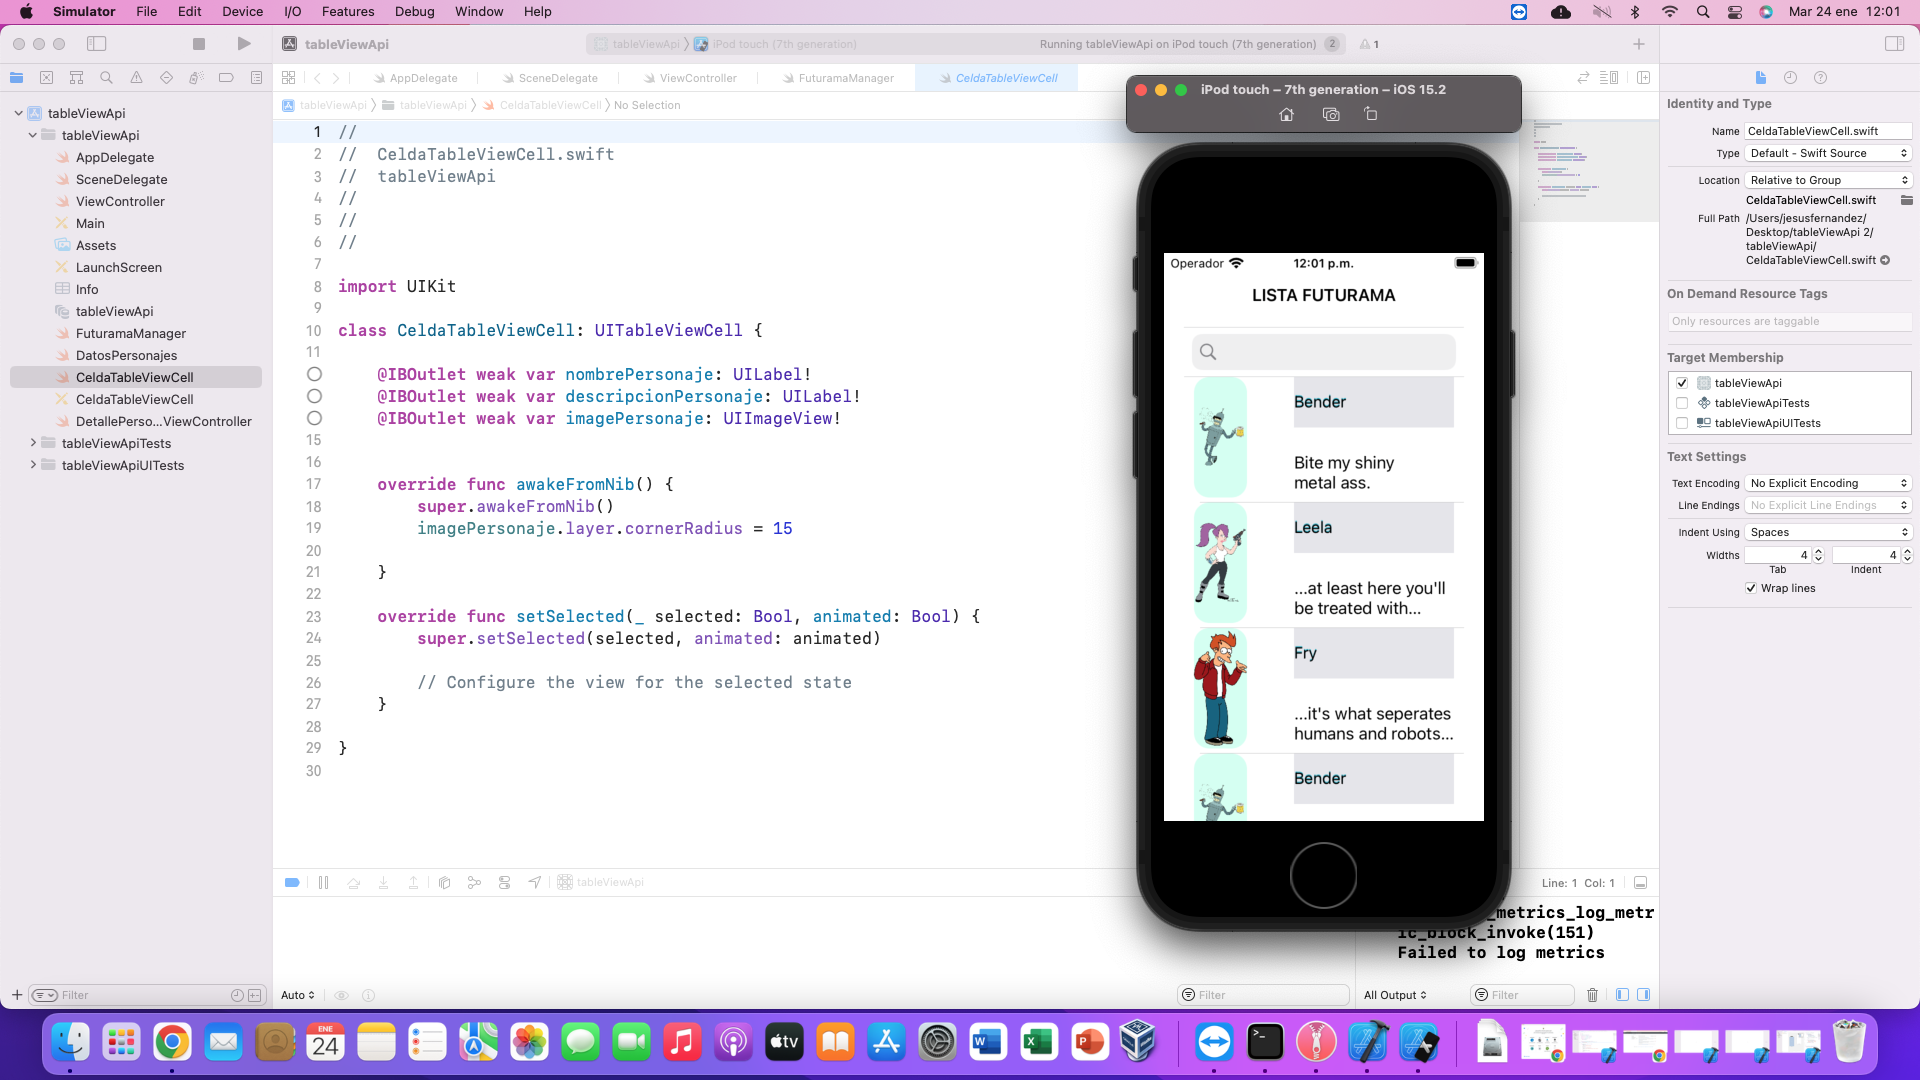 Simulator File Edit Device I/O Features Debug Window Help Mar 24 ene 12:01
tableViewApi
tableViewApi iPod touch (7th generation) Running tableViewApi on iPod touch (7th generation) 2 1
AppDelegate SceneDelegate ViewController FuturamaManager CeldaTableViewCell
tableViewApi tableViewApi CeldaTableViewCell No Selection
tableViewApi
tableViewApi
AppDelegate
SceneDelegate
ViewController
Main
Assets
LaunchScreen
Info
tableViewApi
FuturamaManager
DatosPersonajes
CeldaTableViewCell
CeldaTableViewCell
DetallePerso...ViewController
tableViewApiTests
tableViewApiUITests
Filter
1 //
2 // CeldaTableViewCell.swift
3 // tableViewApi
4 //
5 //
6 //
7
8 import UIKit
9
10 class CeldaTableViewCell: UITableViewCell {
11
@IBOutlet weak var nombrePersonaje: UILabel!
@IBOutlet weak var descripcionPersonaje: UILabel!
@IBOutlet weak var imagePersonaje: UIImageView!
15
16
17 override func awakeFromNib() {
18 super.awakeFromNib()
19 imagePersonaje.layer.cornerRadius = 15
20
21 }
22
23 override func setSelected(_ selected: Bool, animated: Bool) {
24 super.setSelected(selected, animated: animated)
25
26 // Configure the view for the selected state
27 }
28
29 }
30
iPod touch – 7th generation – iOS 15.2
Operador 12:01 p.m.
LISTA FUTURAMA
Bender
Bite my shiny
metal ass.
Leela
...at least here you'll
be treated with...
Fry
...it's what seperates
humans and robots...
Bender
tableViewApi
Line: 1 Col: 1
_metrics_log_metr
ic_block_invoke(151)
Failed to log metrics
Auto
Filter
All Output
Filter
Identity and Type
Name CeldaTableViewCell.swift
Type Default - Swift Source
Location Relative to Group
CeldaTableViewCell.swift
Full Path /Users/jesusfernandez/
Desktop/tableViewApi 2/
tableViewApi/
CeldaTableViewCell.swift
On Demand Resource Tags
Only resources are taggable
Target Membership
tableViewApi
tableViewApiTests
tableViewApiUITests
Text Settings
Text Encoding No Explicit Encoding
Line Endings No Explicit Line Endings
Indent Using Spaces
Widths 4 4
Tab Indent
Wrap lines
ENE
24
tv
W
X
P